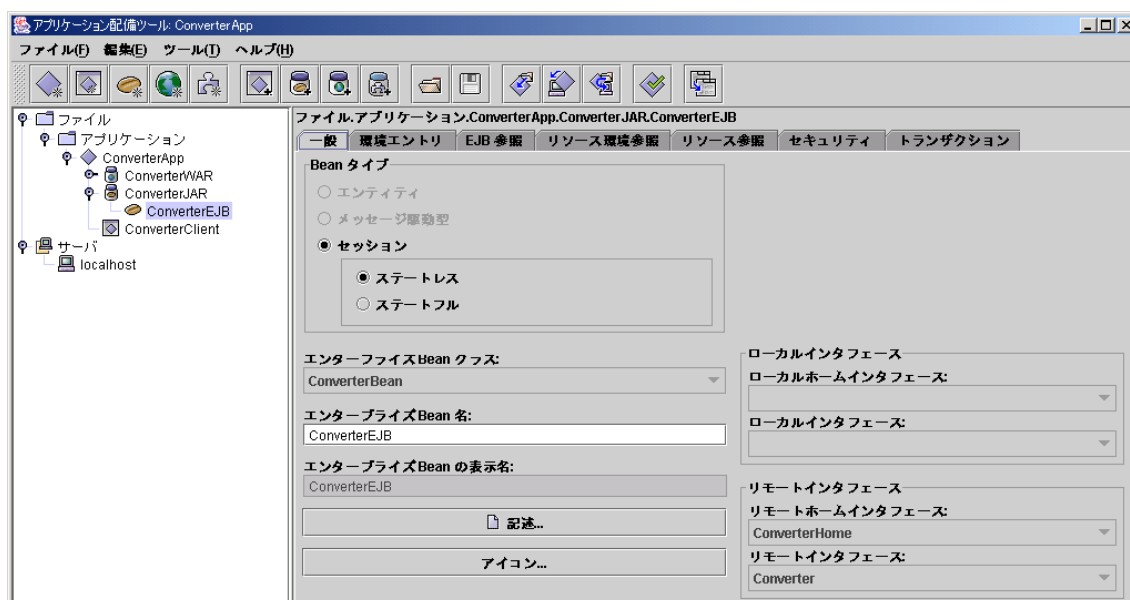 アプリケーション配備ツール: ConverterApp
ファイル(F) 編集(E) ツール(T) ヘルプ(H)
ファイル
アプリケーション
ConverterApp
ConverterWAR
ConverterJAR
ConverterEJB
ConverterClient
サーバ
localhost
ファイル.アプリケーション.ConverterApp.ConverterJAR.ConverterEJB
一般 環境エントリ EJB 参照 リソース環境参照 リソース参照 セキュリティ トランザクション
Bean タイプ
エンティティ
メッセージ駆動型
セッション
ステートレス
ステートフル
エンタープライズBean クラス:
ConverterBean
エンタープライズBean 名:
ConverterEJB
エンタープライズBean の表示名:
ConverterEJB
記述...
アイコン...
ローカルインタフェース
ローカルホームインタフェース:
ローカルインタフェース:
リモートインタフェース
リモートホームインタフェース:
ConverterHome
リモートインタフェース:
Converter